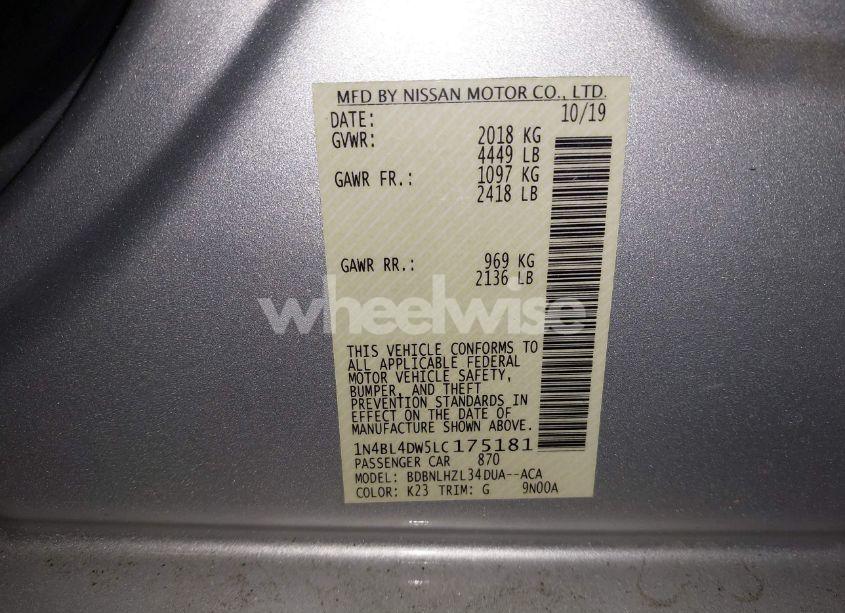 MFD BY NISSAN MOTOR CO., LTD.
DATE: 10/19
GVWR: 2018 KG
4449 LB
GAWR FR.: 1097 KG
2418 LB
GAWR RR.: 969 KG
2136 LB
wheelwise
THIS VEHICLE CONFORMS TO
ALL APPLICABLE FEDERAL
MOTOR VEHICLE SAFETY,
BUMPER, AND THEFT
PREVENTION STANDARDS IN
EFFECT ON THE DATE OF
MANUFACTURE SHOWN ABOVE.
1N4BL4DW5LC175181
PASSENGER CAR 870
MODEL: BDBNLHZL34DUA--ACA
COLOR: K23 TRIM: G 9N00A